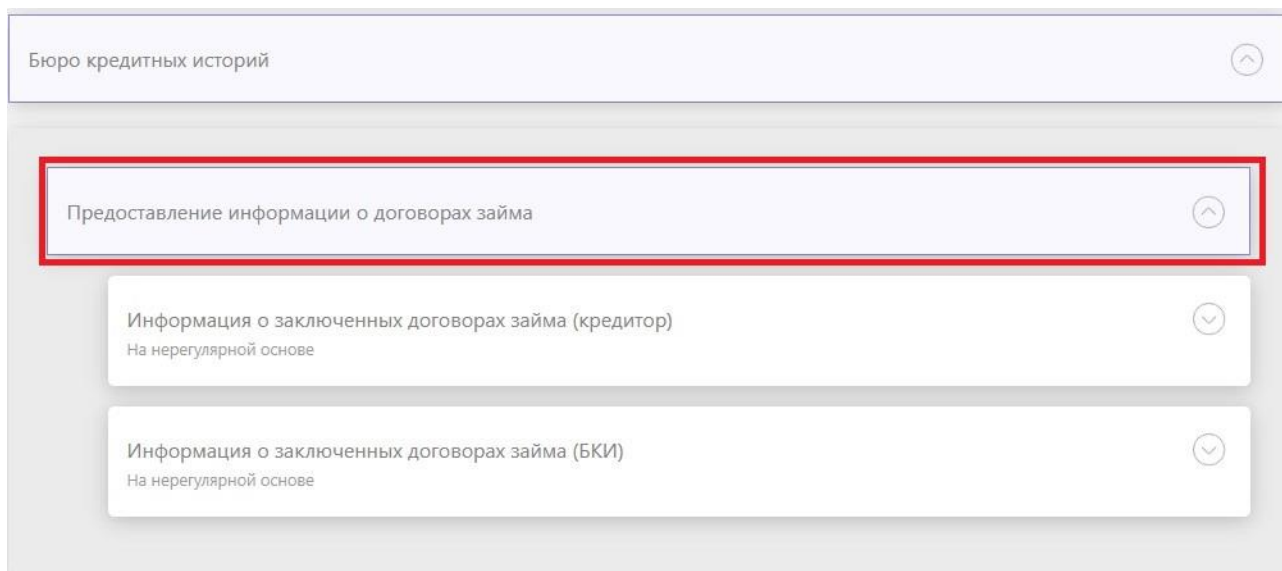 Бюро кредитных историй
Предоставление информации о договорах займа
Информация о заключенных договорах займа (кредитор)
На нерегулярной основе
Информация о заключенных договорах займа (БКИ)
На нерегулярной основе